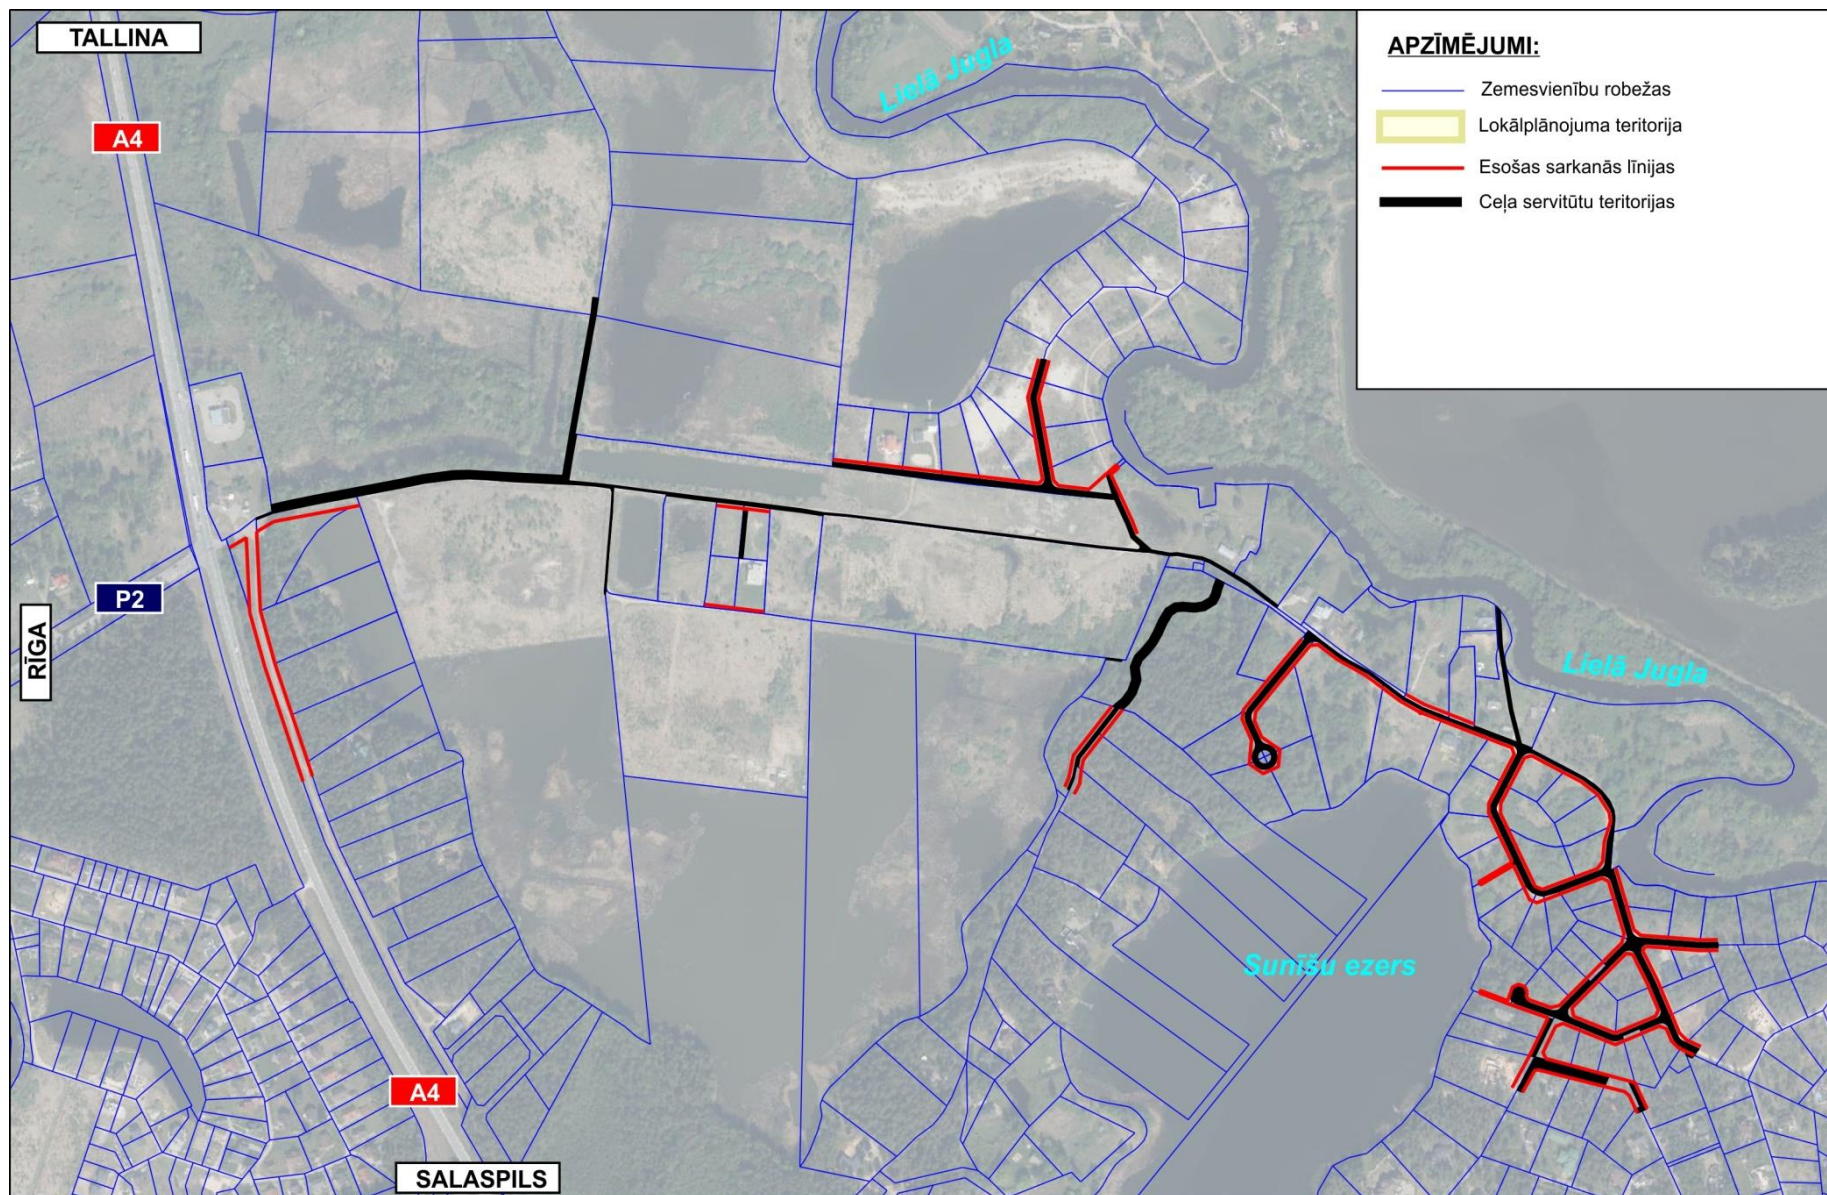 TALLINA
Lielā Jugla
APZĪMĒJUMI:
Zemesvienību robežas
Lokālplānojuma teritorija
Esošas sarkanās līnijas
Ceļa servitūtu teritorijas
A4
P2
RĪGA
Lielā Jugla
Sunīšu ezers
A4
SALASPILS